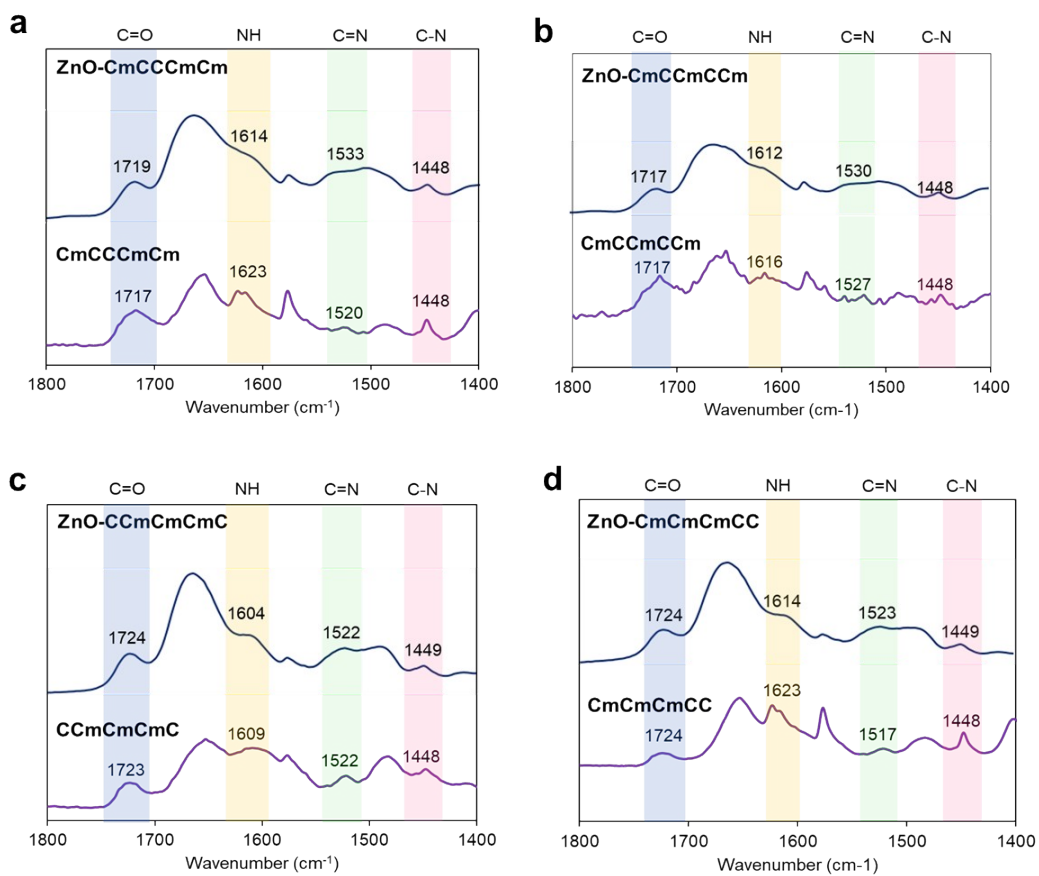 a
C=O NH C=N C-N
ZnO-CmCCCmCm
1719 1614 1533 1448
CmCCCmCm
1717 1623 1520 1448
1800 1700 1600 1500 1400
Wavenumber (cm-1)
b
C=O NH C=N C-N
ZnO-CmCCmCCm
1717 1612 1530 1448
CmCCmCCm
1717 1616 1527 1448
1800 1700 1600 1500 1400
Wavenumber (cm-1)
c
C=O NH C=N C-N
ZnO-CCmCmCmC
1724 1604 1522 1449
CCmCmCmC
1723 1609 1522 1448
1800 1700 1600 1500 1400
Wavenumber (cm-1)
d
C=O NH C=N C-N
ZnO-CmCmCmCC
1724 1614 1523 1449
CmCmCmCC
1724 1623 1517 1448
1800 1700 1600 1500 1400
Wavenumber (cm-1)